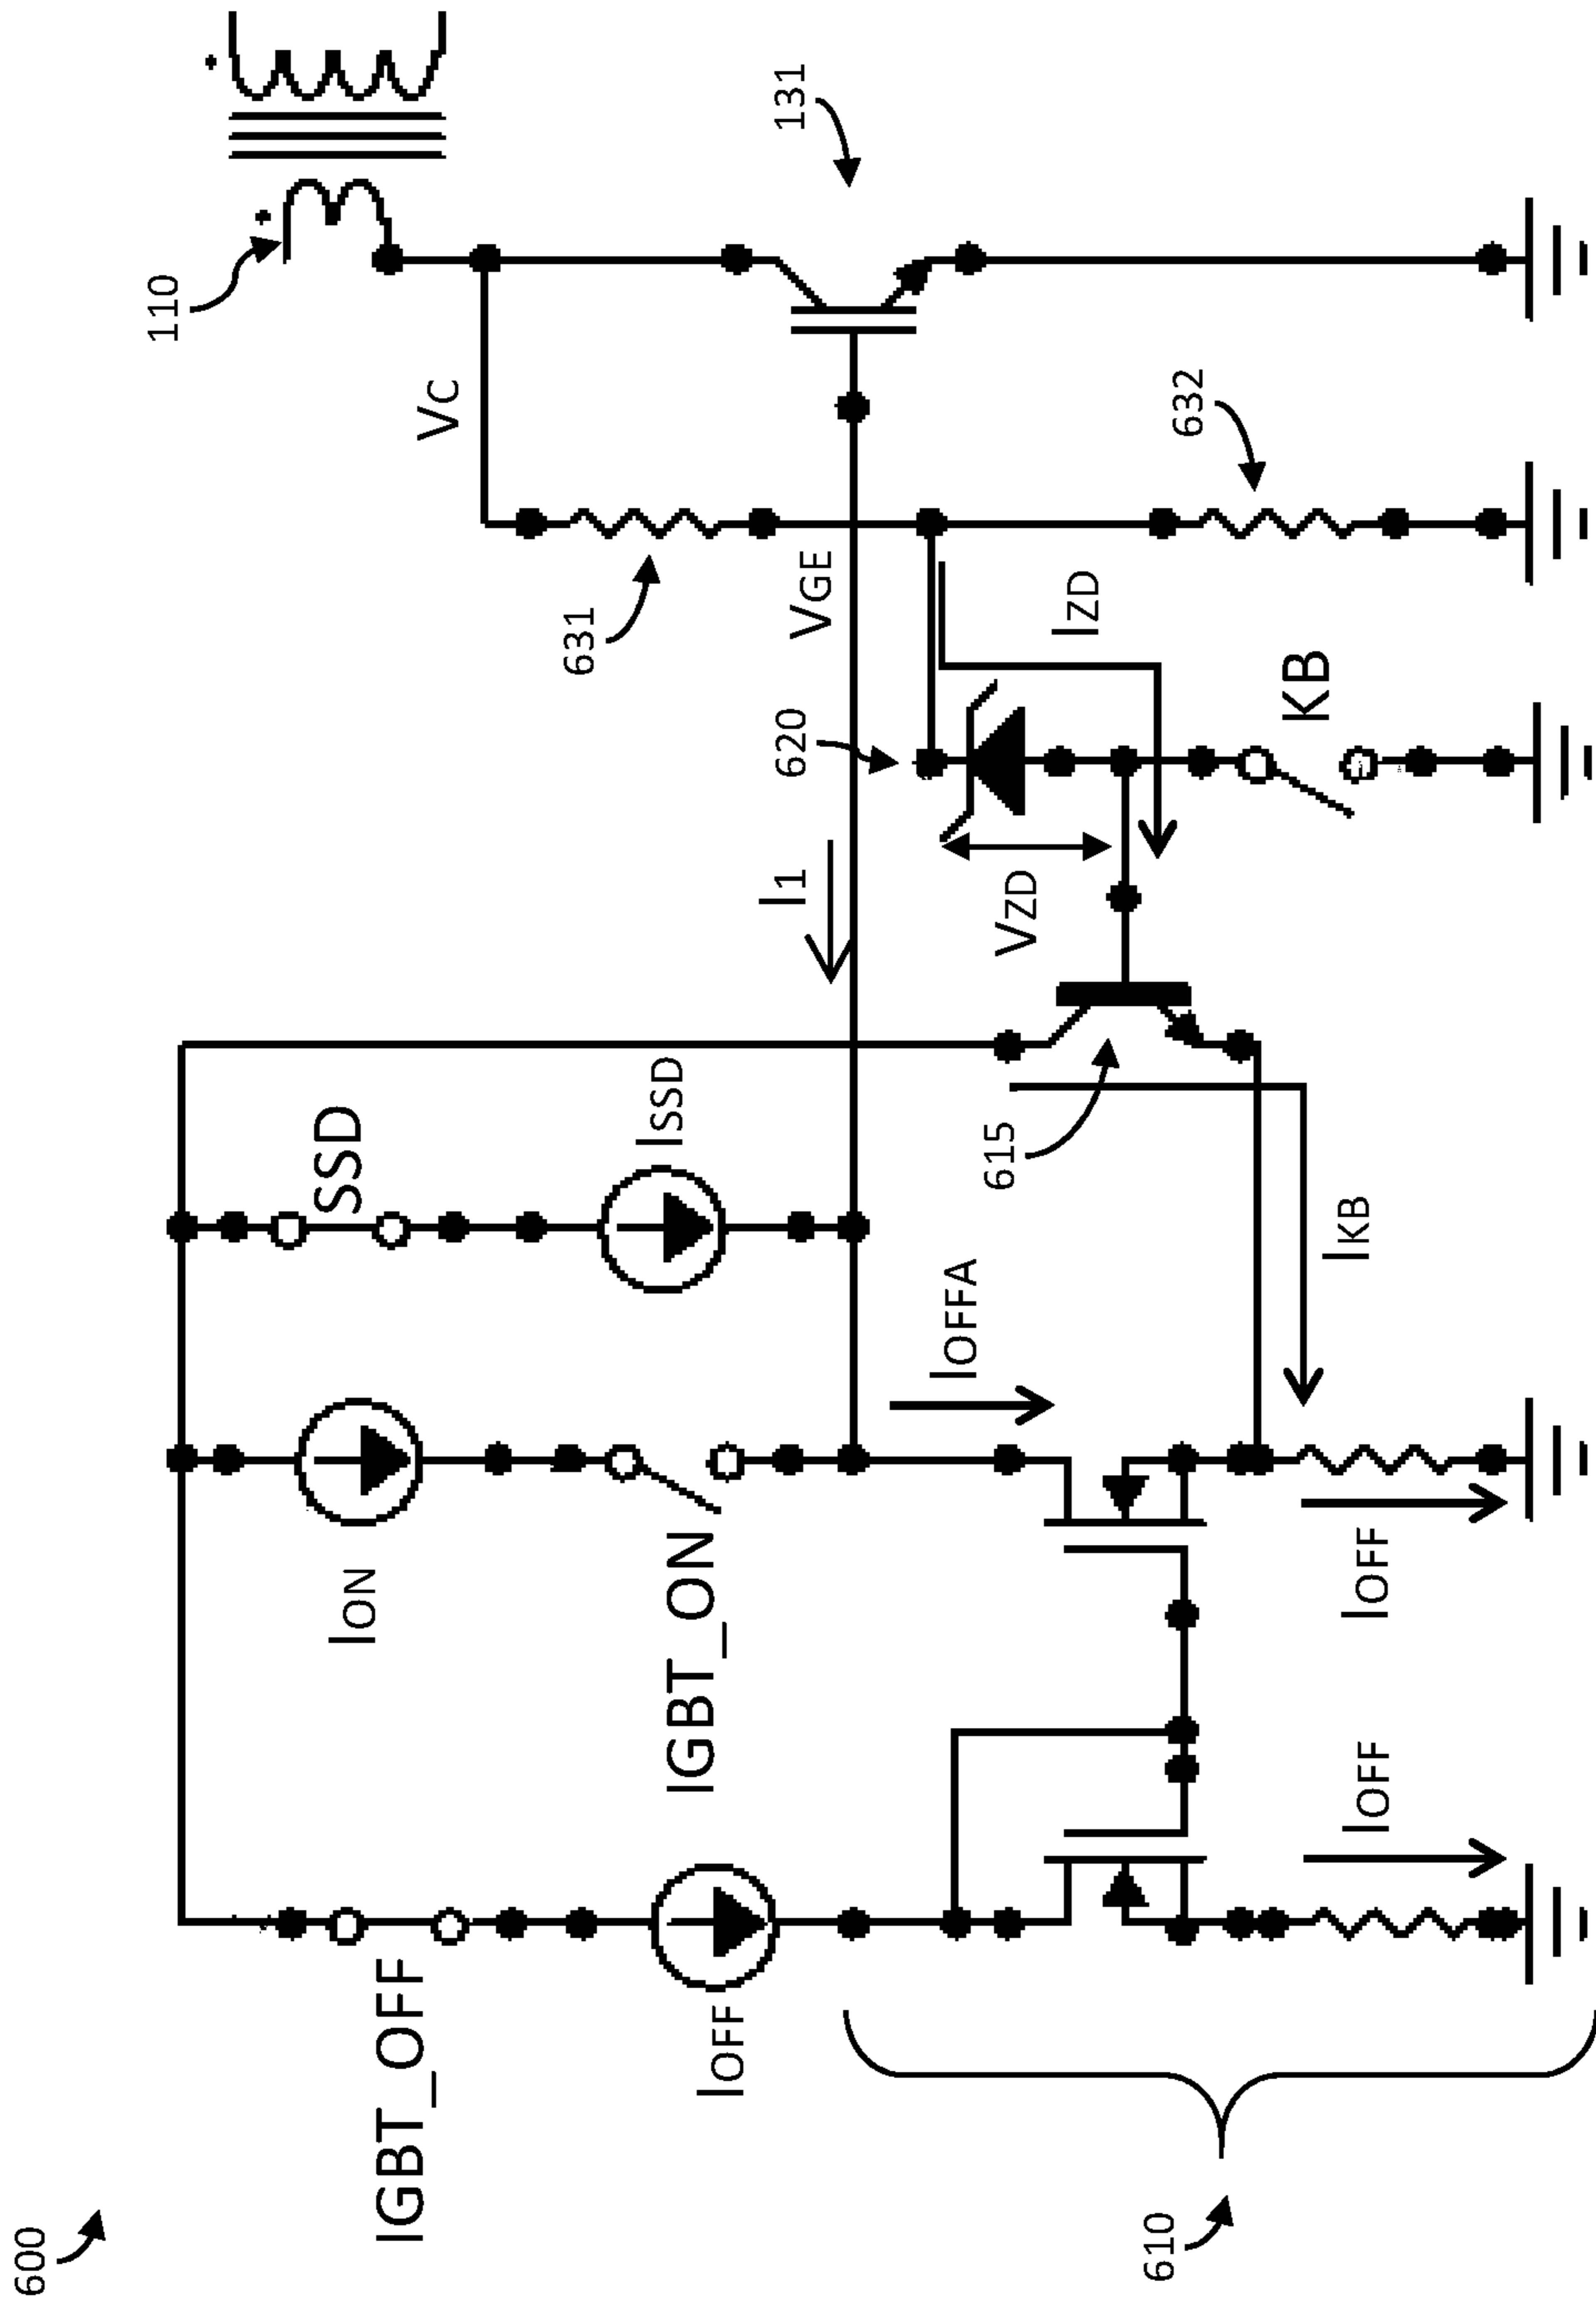 600
110
131
VC
631
632
VGE
620
IZD
KB
I1
VZD
SSD
ISSD
615
IOFFA
IKB
ION
IGBT_ON
IOFF
IOFF
IGBT_OFF
IOFF
610